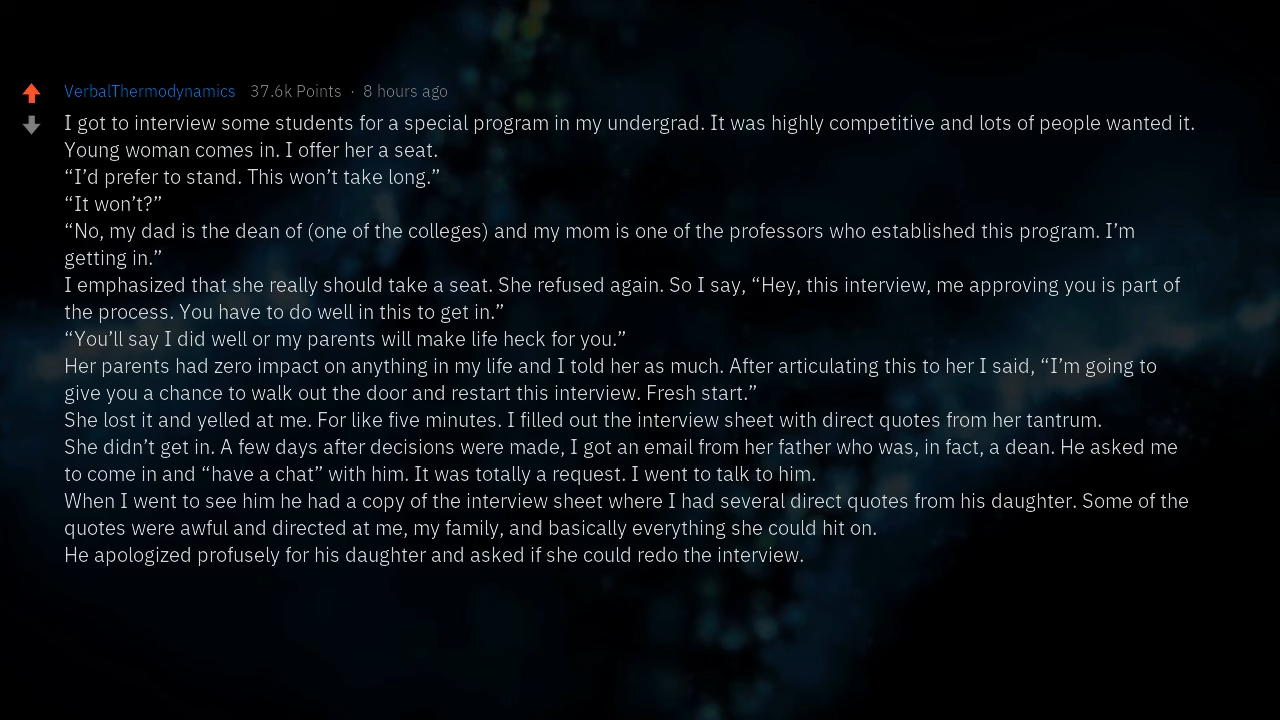 VerbalThermodynamics 37.6k Points · 8 hours ago
I got to interview some students for a special program in my undergrad. It was highly competitive and lots of people wanted it.
Young woman comes in. I offer her a seat.
“I’d prefer to stand. This won’t take long.”
“It won’t?”
“No, my dad is the dean of (one of the colleges) and my mom is one of the professors who established this program. I’m
getting in.”
I emphasized that she really should take a seat. She refused again. So I say, “Hey, this interview, me approving you is part of
the process. You have to do well in this to get in.”
“You’ll say I did well or my parents will make life heck for you.”
Her parents had zero impact on anything in my life and I told her as much. After articulating this to her I said, “I’m going to
give you a chance to walk out the door and restart this interview. Fresh start.”
She lost it and yelled at me. For like five minutes. I filled out the interview sheet with direct quotes from her tantrum.
She didn’t get in. A few days after decisions were made, I got an email from her father who was, in fact, a dean. He asked me
to come in and “have a chat” with him. It was totally a request. I went to talk to him.
When I went to see him he had a copy of the interview sheet where I had several direct quotes from his daughter. Some of the
quotes were awful and directed at me, my family, and basically everything she could hit on.
He apologized profusely for his daughter and asked if she could redo the interview.